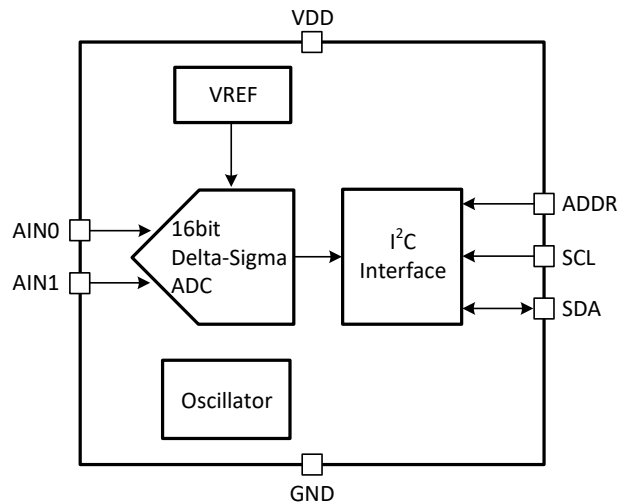 VDD
VREF
AIN0
AIN1
16bit
Delta-Sigma
ADC
I²C
Interface
ADDR
SCL
SDA
Oscillator
GND